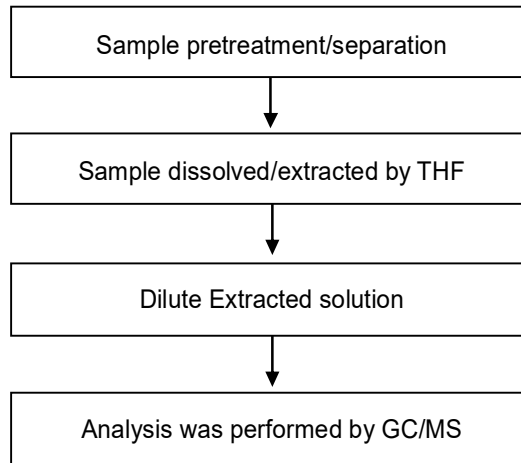 Sample pretreatment/separation
Sample dissolved/extracted by THF
Dilute Extracted solution
Analysis was performed by GC/MS